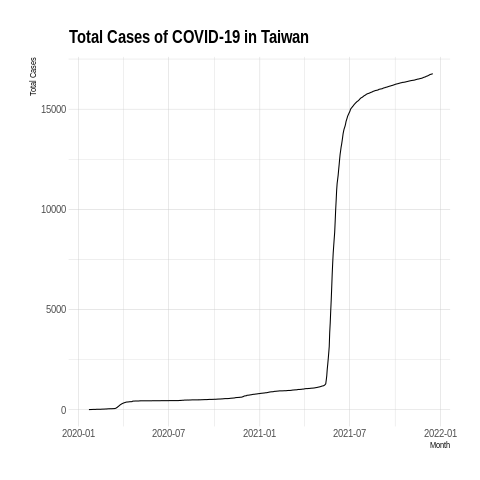 Total Cases of COVID-19 in Taiwan
Total Cases
15000
10000
5000
0
2020-01 2020-07 2021-01 2021-07 2022-01
Month